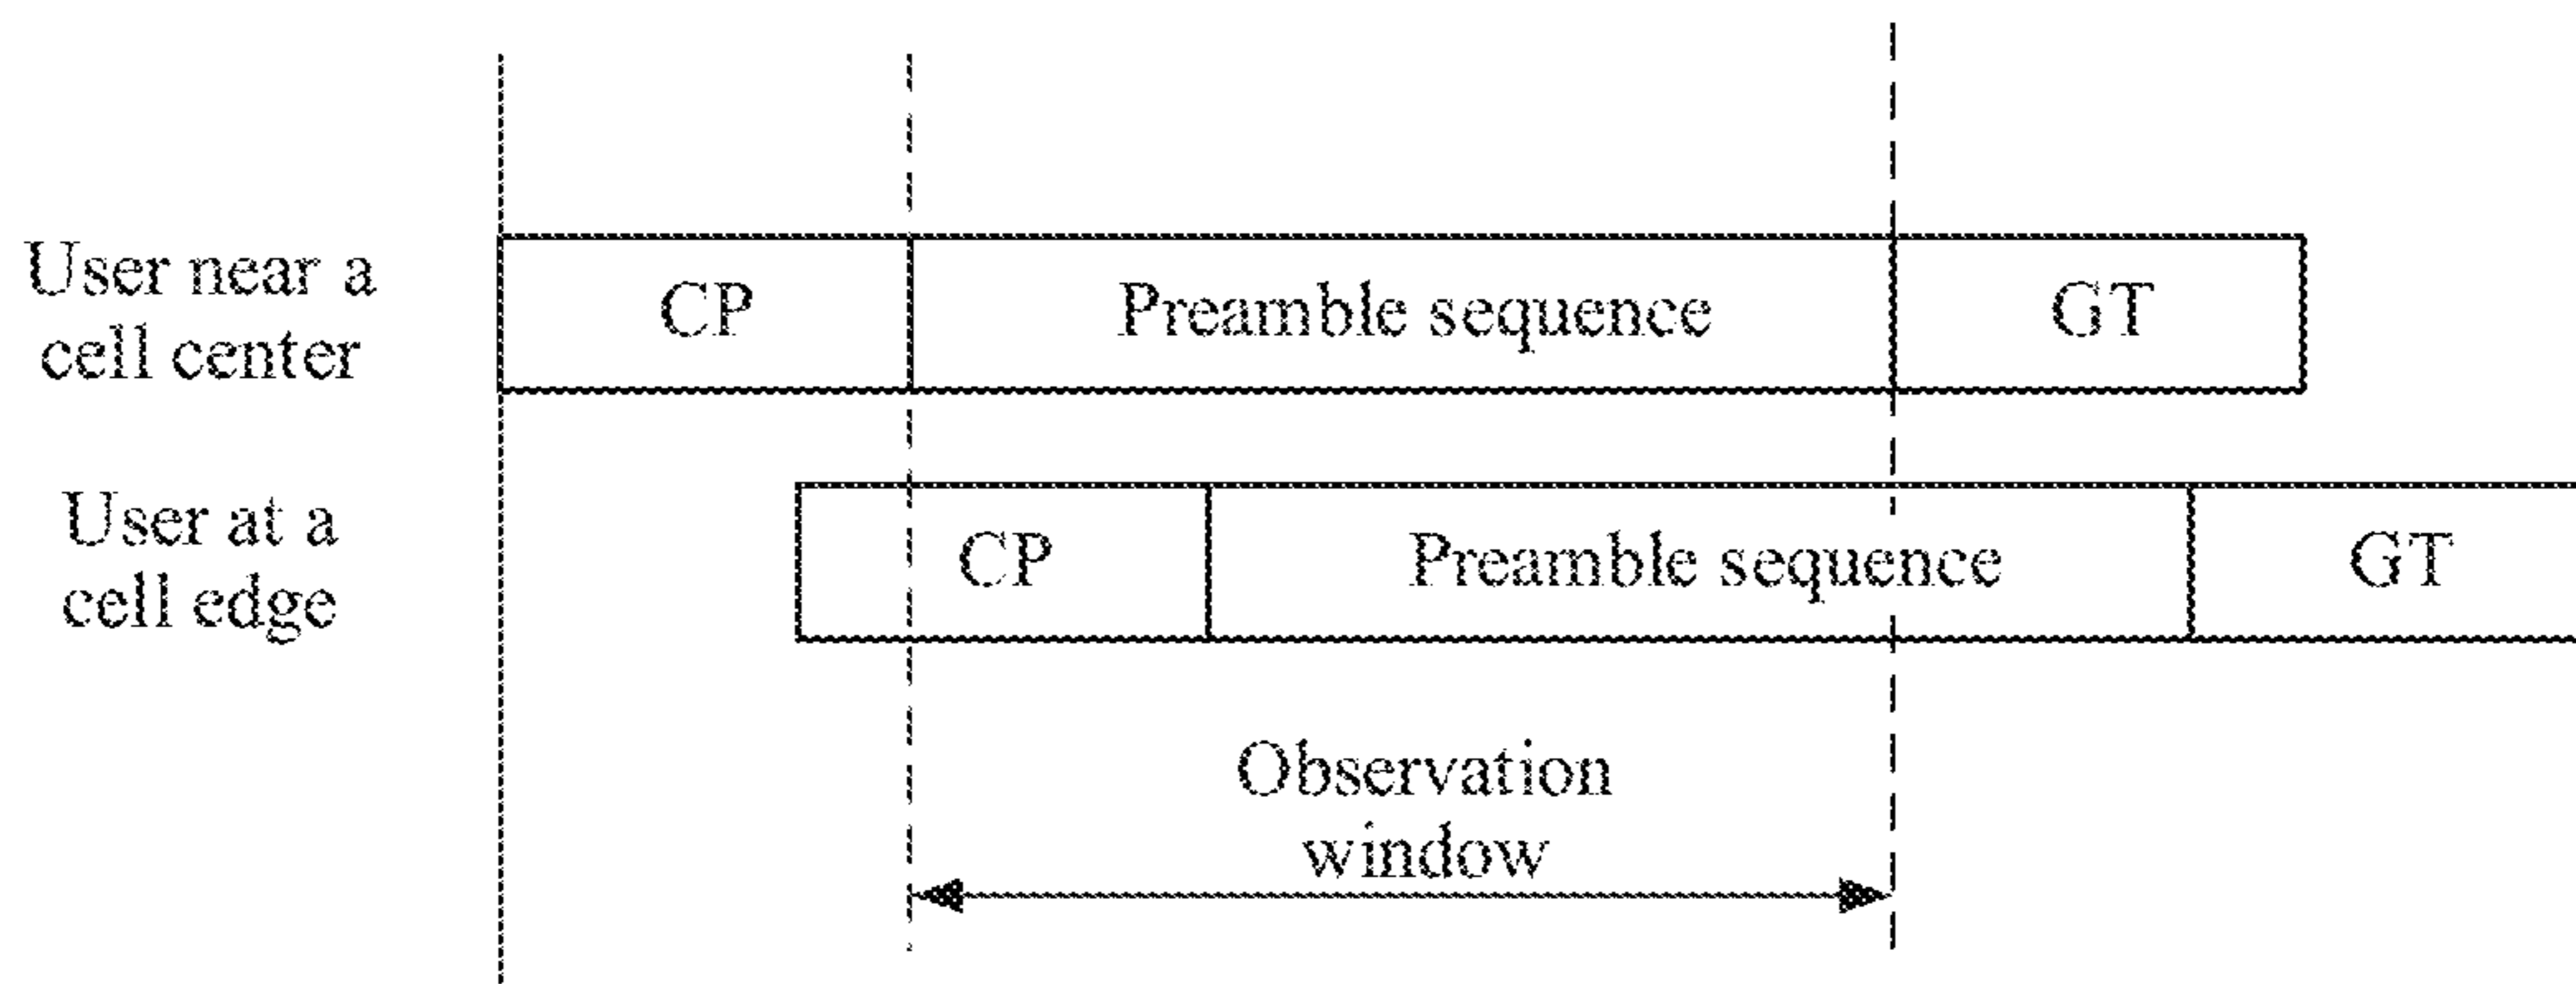 User near a
cell center
CP
Preamble sequence
GT
User at a
cell edge
CP
Preamble sequence
GT
Observation
window